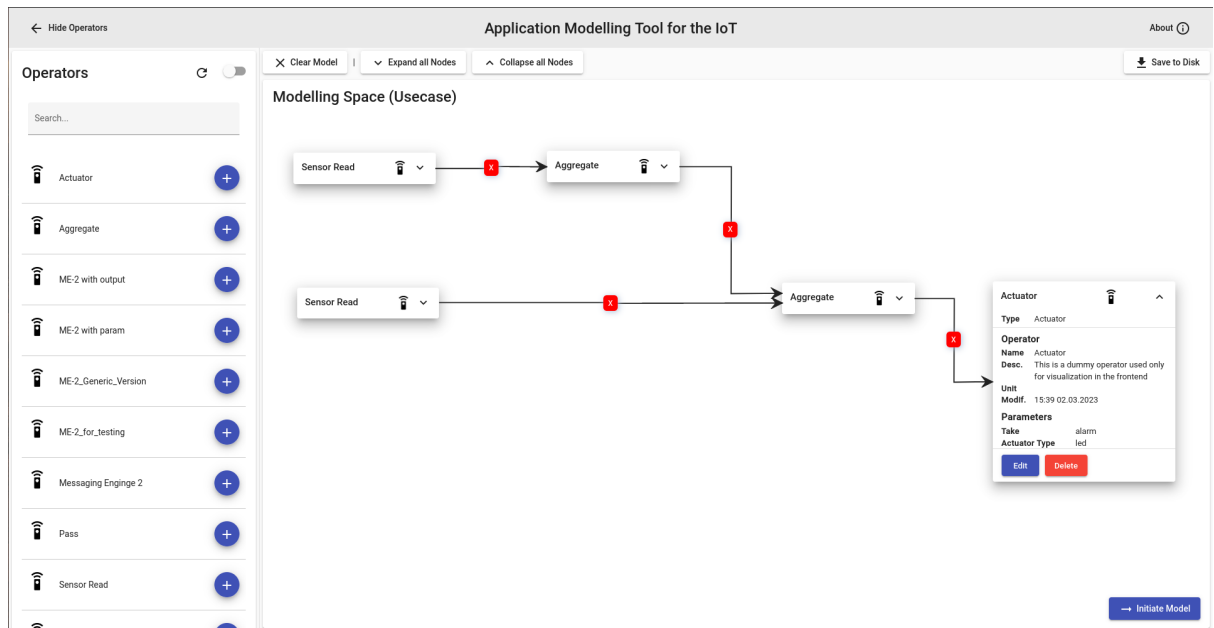 Hide Operators
Application Modelling Tool for the IoT
About
Operators
Search...
Actuator
Aggregate
ME-2 with output
ME-2 with param
ME-2_Generic_Version
ME-2_for_testing
Messaging Enginge 2
Pass
Sensor Read
X Clear Model | Expand all Nodes Collapse all Nodes
Save to Disk
Modelling Space (Usecase)
Sensor Read
X
Aggregate
X
Sensor Read
X
Aggregate
X
Actuator
Type Actuator
Operator
Name Actuator
Desc. This is a dummy operator used only
for visualization in the frontend
Unit
Modif. 15:39 02.03.2023
Parameters
Take alarm
Actuator Type led
Edit Delete
Initiate Model